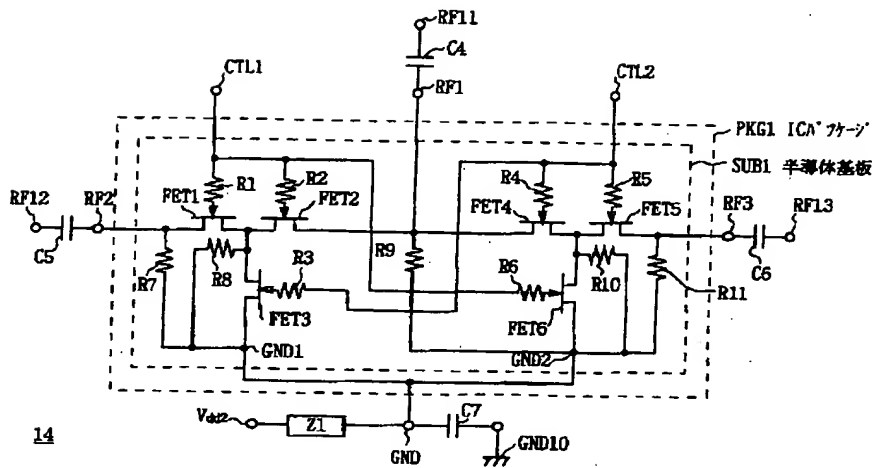 RF11
C4
CTL1
RF1
CTL2
PKG1 ICパッケージ
SUB1 半導体基板
R1
R2
R4
R5
RF12
RF2
FET1
FET2
FET4
FET5
RF3
RF13
C5
R7
R8
R3
R9
R6
R10
R11
C6
FET3
FET6
GND1
GND2
Vdd2
Z1
C7
GND
GND10
14